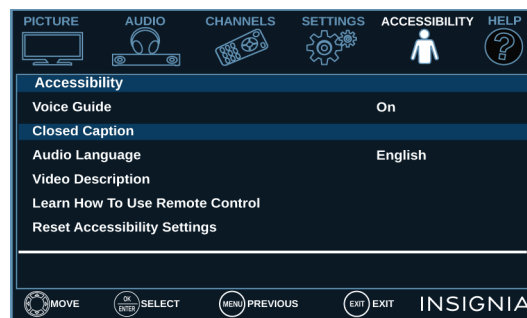 PICTURE AUDIO CHANNELS SETTINGS ACCESSIBILITY HELP
Accessibility
Voice Guide On
Closed Caption
Audio Language English
Video Description
Learn How To Use Remote Control
Reset Accessibility Settings
MOVE OK ENTER SELECT MENU PREVIOUS EXIT EXIT INSIGNIA